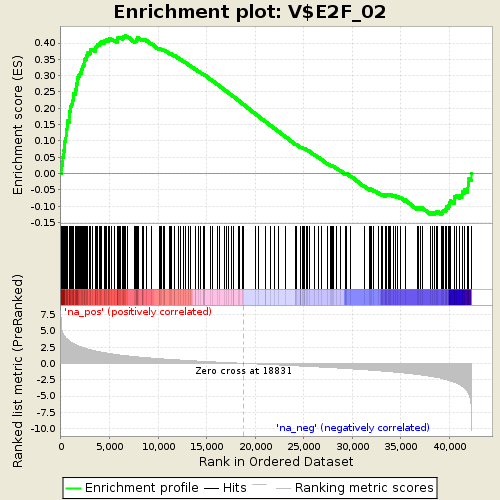 Enrichment plot: V$E2F_02
Enrichment score (ES)
0.40
0.35
0.30
0.25
0.20
0.15
0.10
0.05
0.00
-0.05
-0.10
-0.15
'na_pos' (positively correlated)
Ranked list metric (PreRanked)
7.5
5.0
2.5
0.0
-2.5
-5.0
-7.5
-10.0
Zero cross at 18831
'na_neg' (negatively correlated)
0
5,000
10,000
15,000
20,000
25,000
30,000
35,000
40,000
Rank in Ordered Dataset
Enrichment profile
Hits
Ranking metric scores